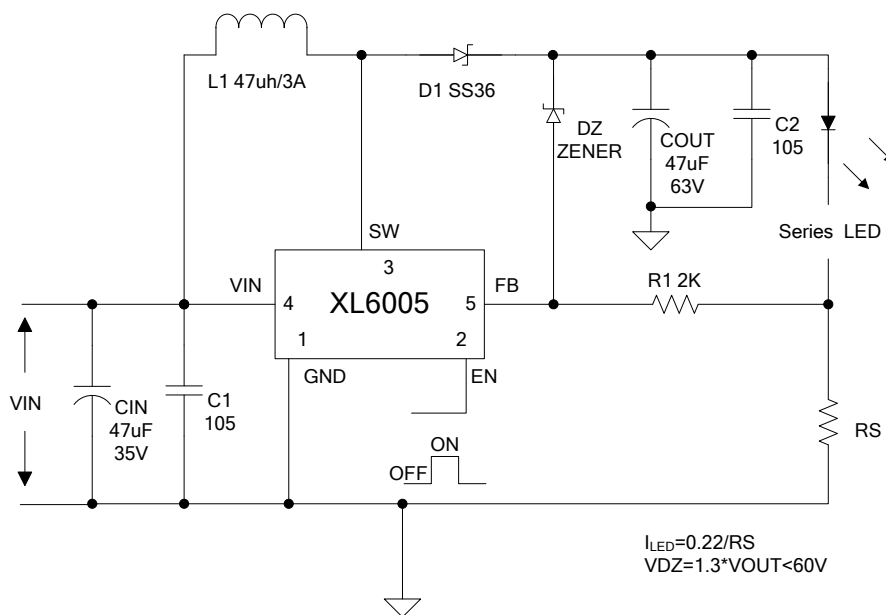 L1 47uh/3A
D1 SS36
DZ
ZENER
COUT
47uF
63V
C2
105
SW
Series LED
3
VIN
4
XL6005
5
FB
R1 2K
1
2
GND
EN
VIN
CIN
47uF
35V
C1
105
RS
ON
OFF
ILED=0.22/RS
VDZ=1.3*VOUT<60V